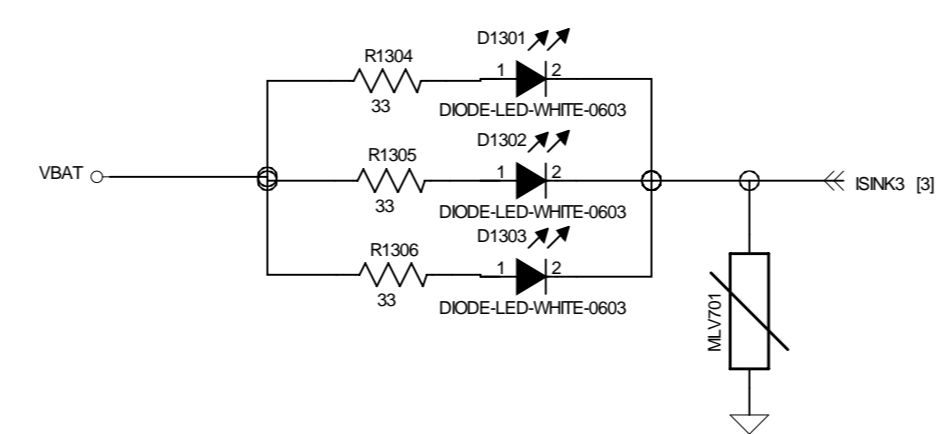 D1301
R1304
1 2
33
DIODE-LED-WHITE-0603
D1302
R1305
VBAT
1 2
ISINK3 [3]
33
DIODE-LED-WHITE-0603
D1303
R1306
1 2
33
DIODE-LED-WHITE-0603
MLV701